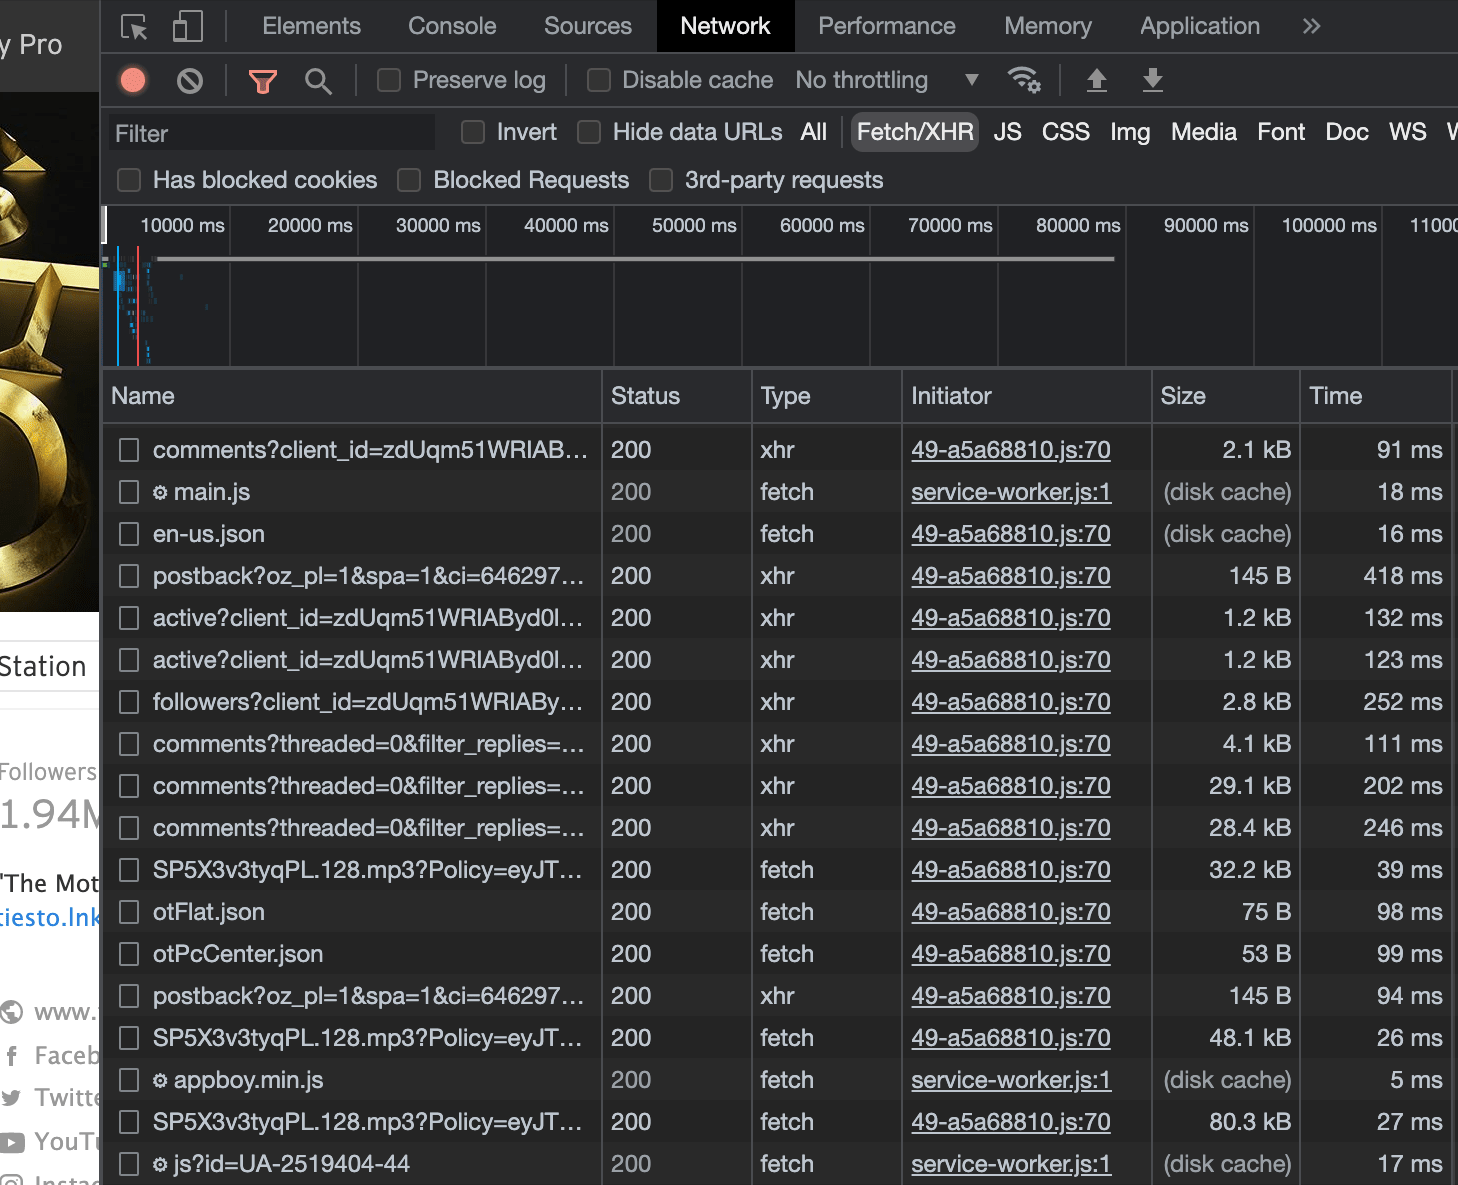 y Pro
Elements Console Sources Network Performance Memory Application »
Preserve log Disable cache No throttling
Filter Invert Hide data URLs All Fetch/XHR JS CSS Img Media Font Doc WS
Has blocked cookies Blocked Requests 3rd-party requests
10000 ms 20000 ms 30000 ms 40000 ms 50000 ms 60000 ms 70000 ms 80000 ms 90000 ms 100000 ms 11000
Name Status Type Initiator Size Time
comments?client_id=zdUqm51WRIAB... 200 xhr 49-a5a68810.js:70 2.1 kB 91 ms
main.js 200 fetch service-worker.js:1 (disk cache) 18 ms
en-us.json 200 fetch 49-a5a68810.js:70 (disk cache) 16 ms
postback?oz_pl=1&spa=1&ci=646297... 200 xhr 49-a5a68810.js:70 145 B 418 ms
active?client_id=zdUqm51WRIAByd0l... 200 xhr 49-a5a68810.js:70 1.2 kB 132 ms
active?client_id=zdUqm51WRIAByd0l... 200 xhr 49-a5a68810.js:70 1.2 kB 123 ms
followers?client_id=zdUqm51WRIABy... 200 xhr 49-a5a68810.js:70 2.8 kB 252 ms
comments?threaded=0&filter_replies=... 200 xhr 49-a5a68810.js:70 4.1 kB 111 ms
comments?threaded=0&filter_replies=... 200 xhr 49-a5a68810.js:70 29.1 kB 202 ms
comments?threaded=0&filter_replies=... 200 xhr 49-a5a68810.js:70 28.4 kB 246 ms
SP5X3v3tyqPL.128.mp3?Policy=eyJT... 200 fetch 49-a5a68810.js:70 32.2 kB 39 ms
otFlat.json 200 fetch 49-a5a68810.js:70 75 B 98 ms
otPcCenter.json 200 fetch 49-a5a68810.js:70 53 B 99 ms
postback?oz_pl=1&spa=1&ci=646297... 200 xhr 49-a5a68810.js:70 145 B 94 ms
SP5X3v3tyqPL.128.mp3?Policy=eyJT... 200 fetch 49-a5a68810.js:70 48.1 kB 26 ms
appboy.min.js 200 fetch service-worker.js:1 (disk cache) 5 ms
SP5X3v3tyqPL.128.mp3?Policy=eyJT... 200 fetch 49-a5a68810.js:70 80.3 kB 27 ms
js?id=UA-2519404-44 200 fetch service-worker.js:1 (disk cache) 17 ms
Station
Followers
1.94M
"The Mot
tiesto.lnk
www.
Faceb
Twitte
YouTu
Insta